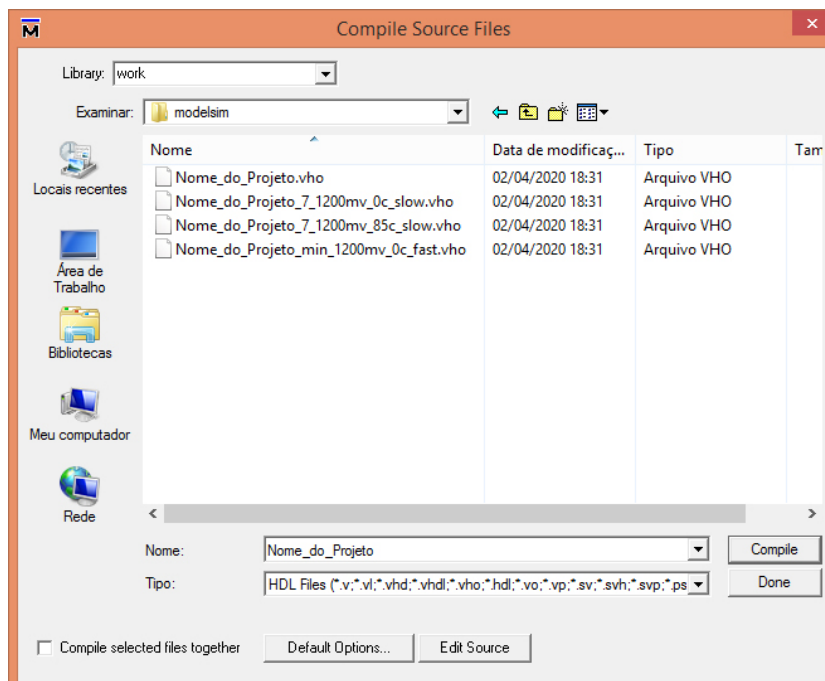 M
Compile Source Files
×
Library: work
Examinar: modelsim
Nome Data de modificaç... Tipo Tam
Nome_do_Projeto.vho 02/04/2020 18:31 Arquivo VHO
Nome_do_Projeto_7_1200mv_0c_slow.vho 02/04/2020 18:31 Arquivo VHO
Nome_do_Projeto_7_1200mv_85c_slow.vho 02/04/2020 18:31 Arquivo VHO
Nome_do_Projeto_min_1200mv_0c_fast.vho 02/04/2020 18:31 Arquivo VHO
Locais recentes
Área de
Trabalho
Bibliotecas
Meu computador
Rede
Nome: Nome_do_Projeto Compile
Tipo: HDL Files (*.v;*.vl;*.vhd;*.vhdl;*.vho;*.hdl;*.vo;*.vp;*.sv;*.svh;*.svp;*.ps Done
Compile selected files together Default Options... Edit Source